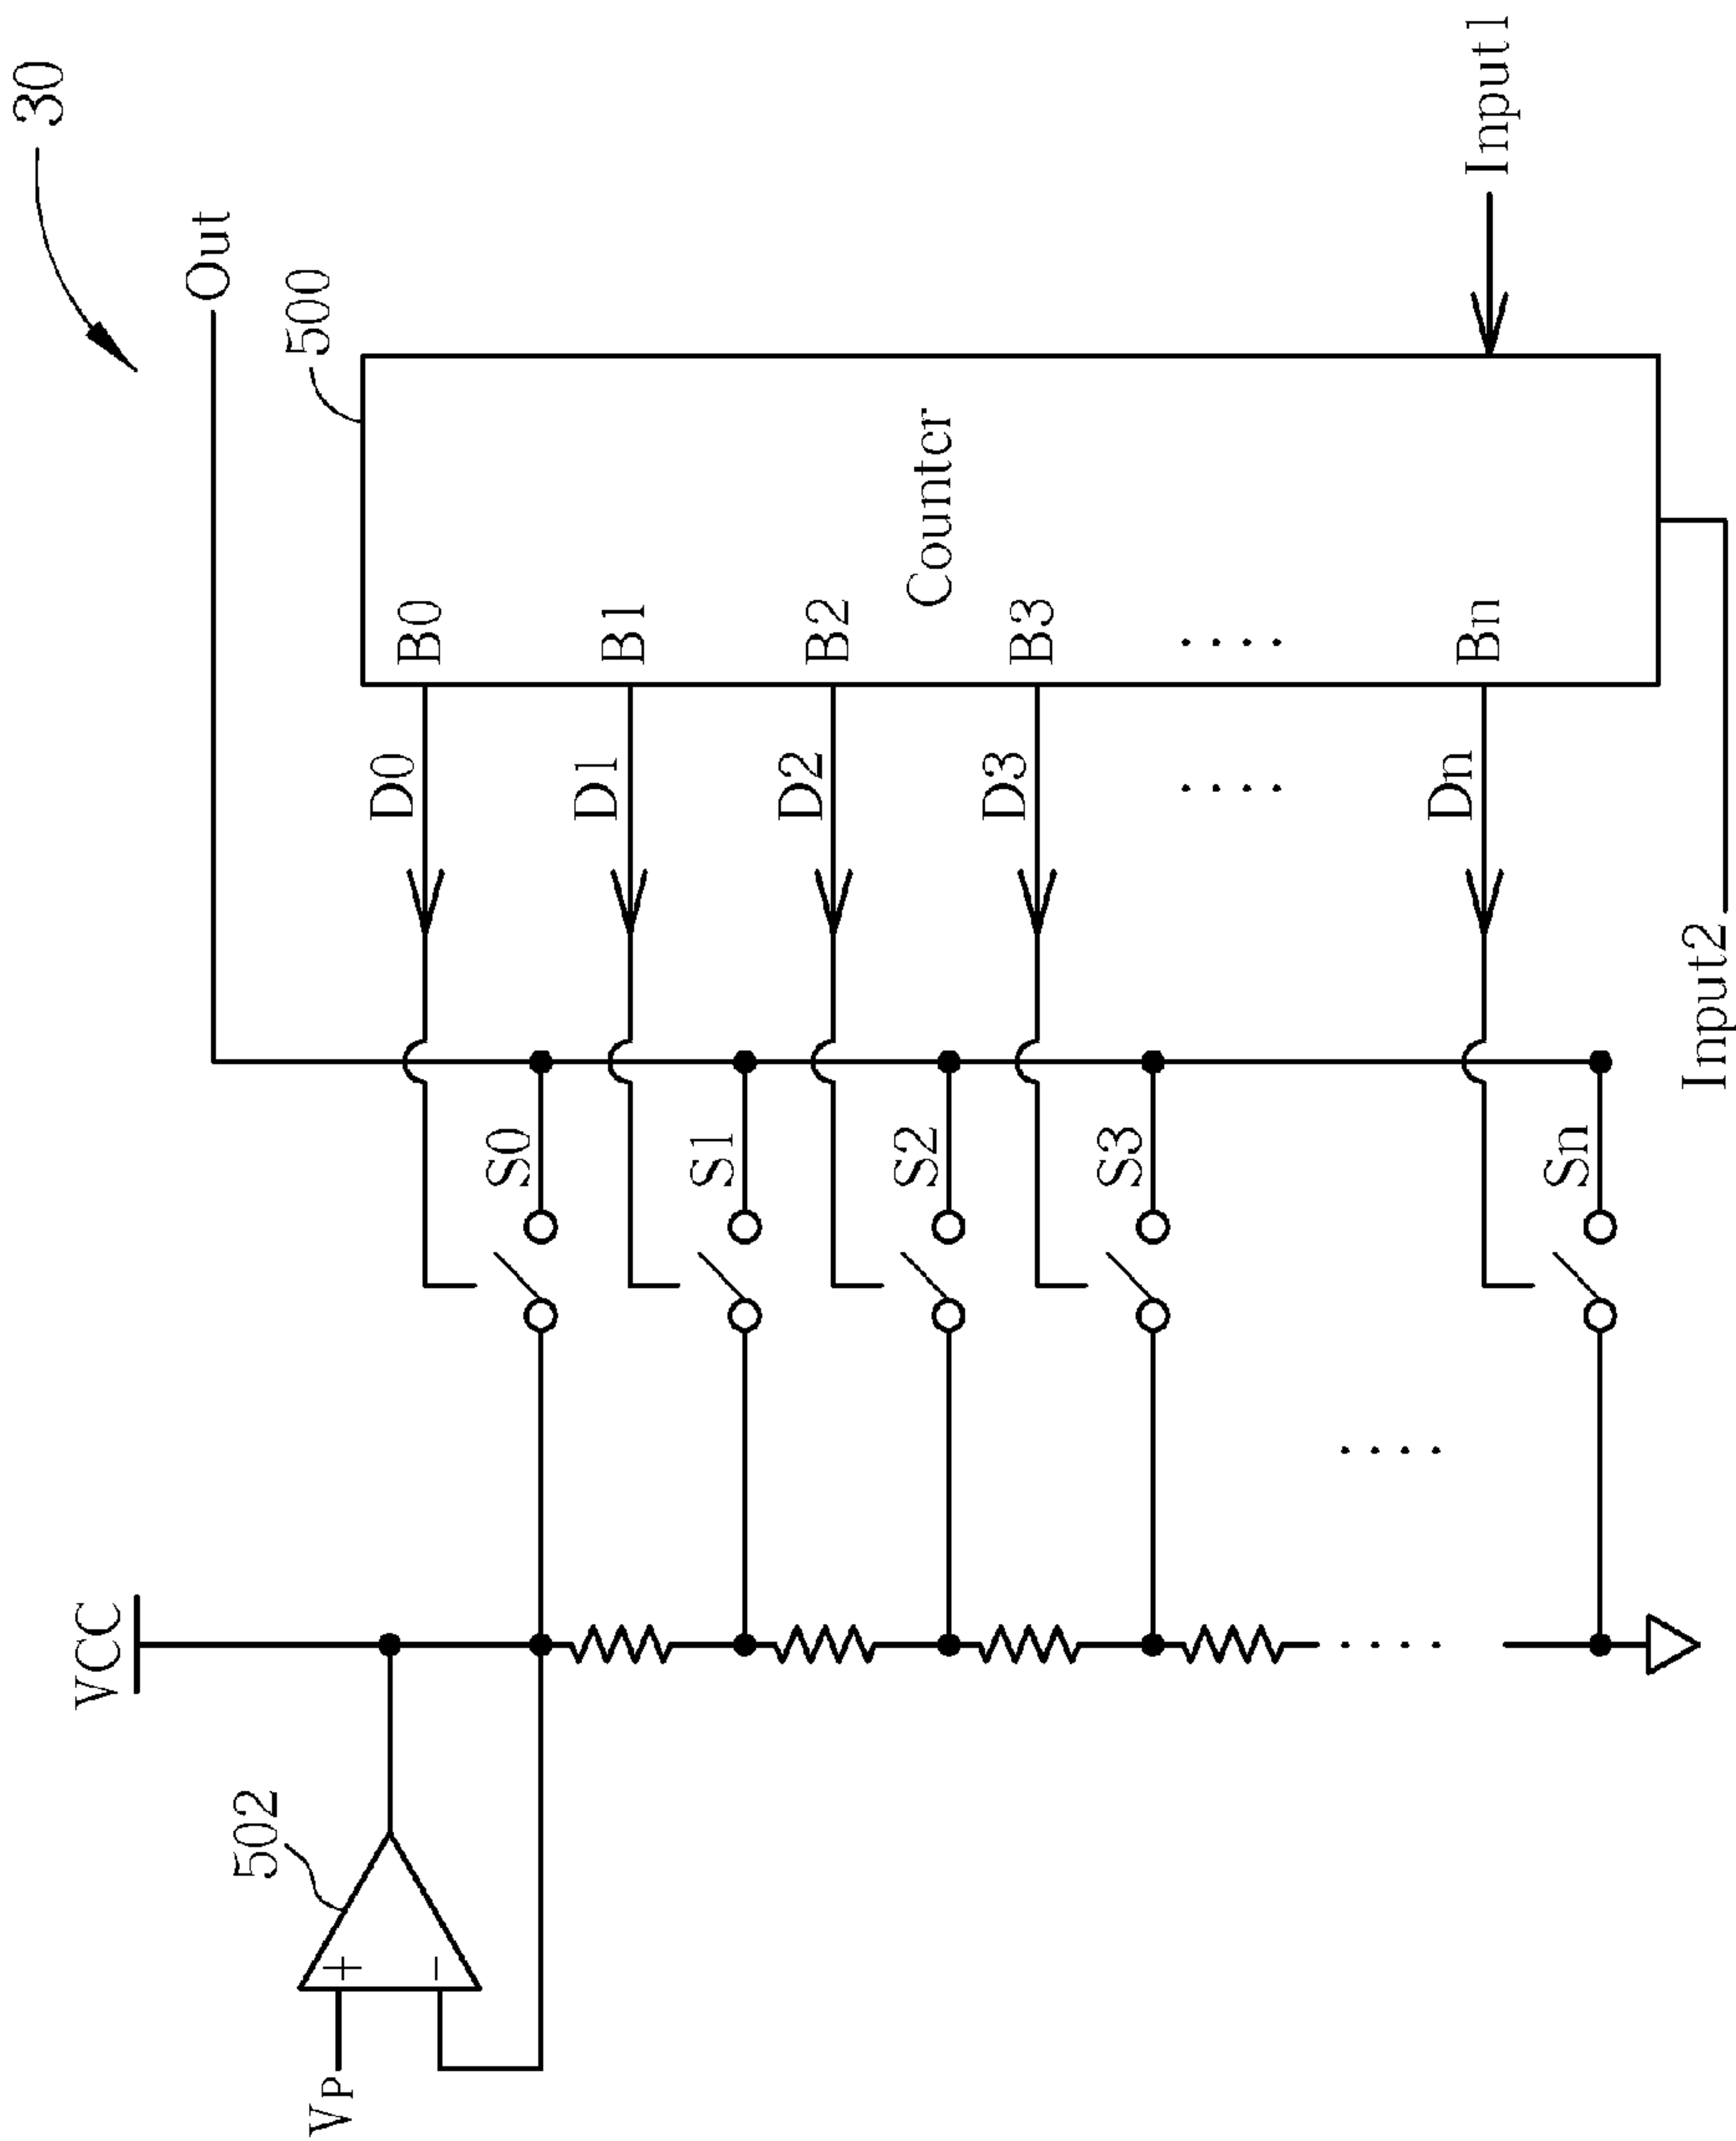 30
VCC
Out
502
500
VP
D0
B0
S0
D1
B1
S1
D2
B2
S2
Counter
D3
B3
S3
....
....
....
.....
Dn
Bn
Input1
Sn
Input2
+
-